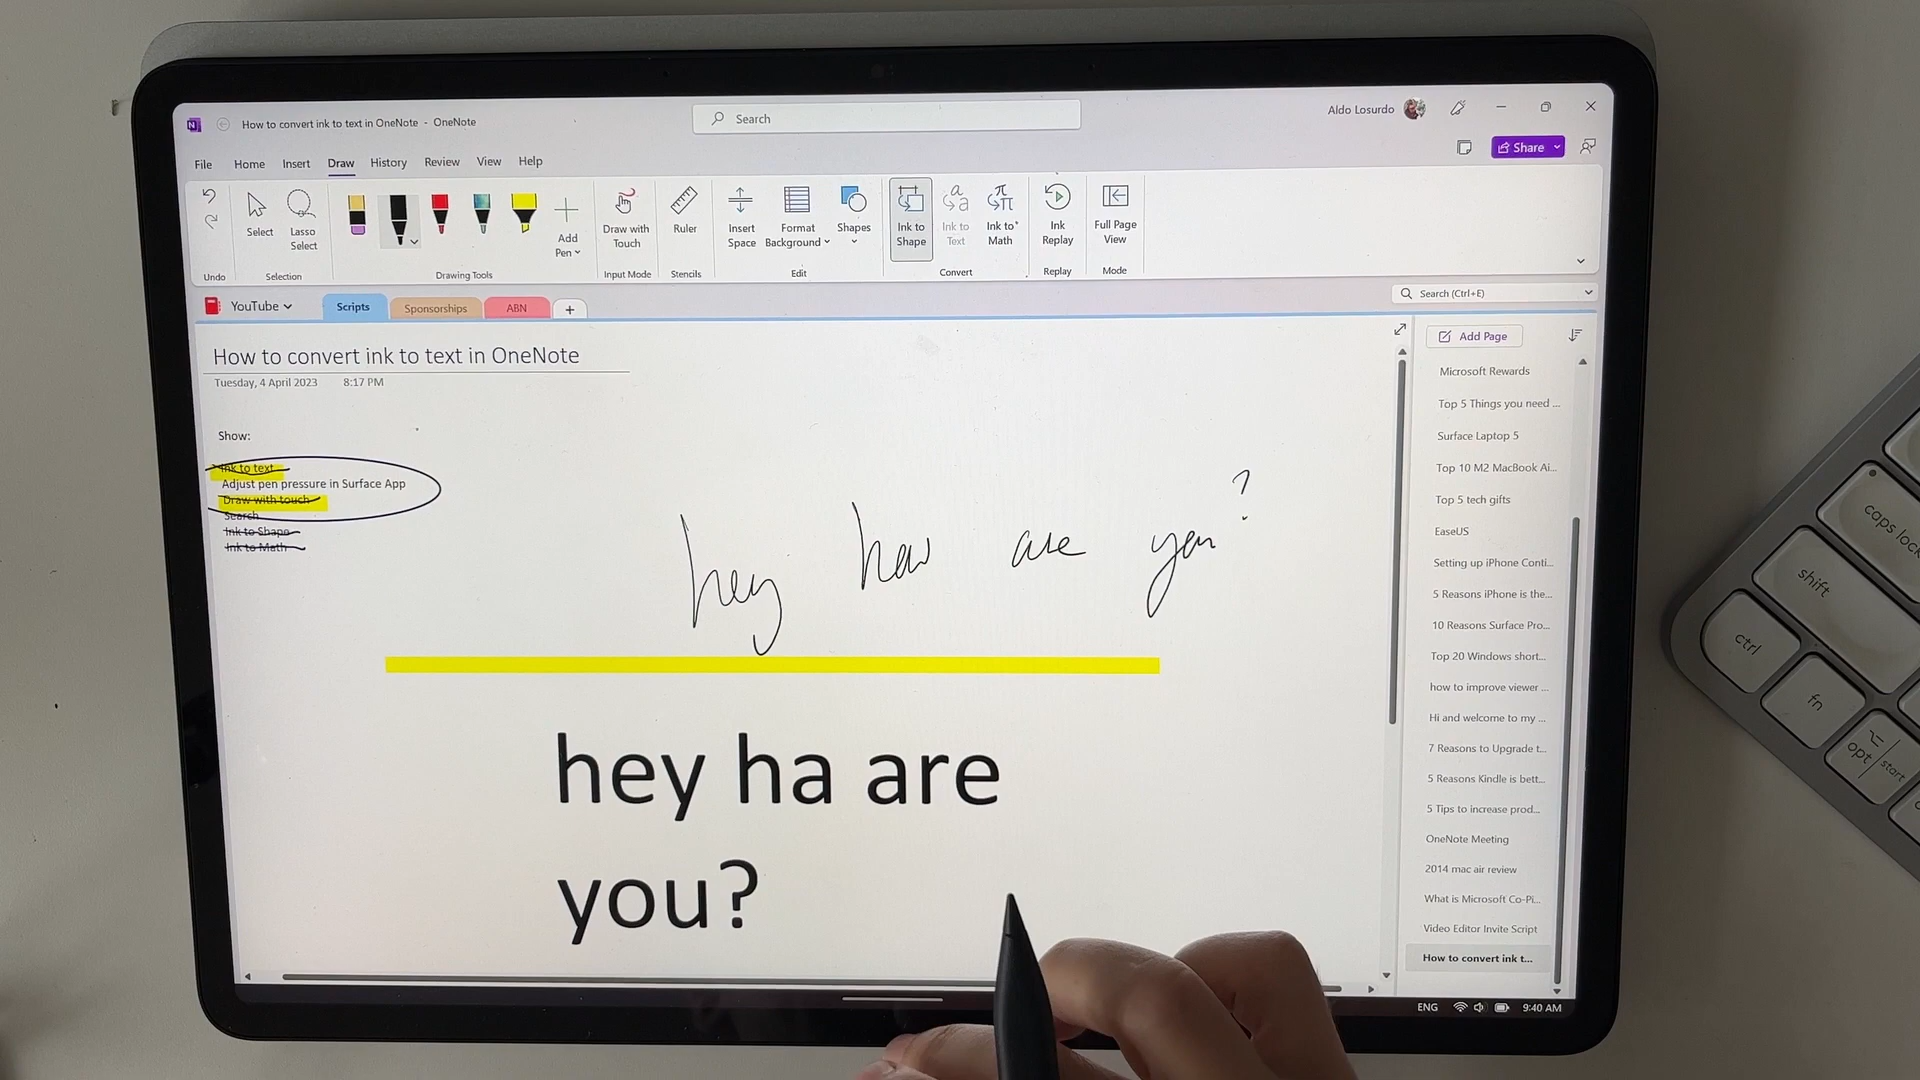 How to convert ink to text in OneNote - OneNote
Search
Aldo Losurdo
File Home Insert Draw History Review View Help
Share
Undo
Select
Lasso Select
Selection
Drawing Tools
Add Pen
Draw with Touch
Input Mode
Ruler
Stencils
Insert Space
Format Background
Shapes
Edit
Ink to Shape
Ink to Text
Ink to Math
Convert
Ink Replay
Replay
Full Page View
Mode
YouTube
Scripts
Sponsorships
ABN
+
Search (Ctrl+E)
How to convert ink to text in OneNote
Tuesday, 4 April 2023 8:17 PM
Show:
Ink to text
Adjust pen pressure in Surface App
Draw with touch
Search
Ink to Shape
Ink to Math
hey how are you?
hey ha are
you?
Add Page
Microsoft Rewards
Top 5 Things you need ...
Surface Laptop 5
Top 10 M2 MacBook Ai...
Top 5 tech gifts
EaseUS
Setting up iPhone Conti...
5 Reasons iPhone is the...
10 Reasons Surface Pro...
Top 20 Windows short...
how to improve viewer ...
Hi and welcome to my ...
7 Reasons to Upgrade t...
5 Reasons Kindle is bett...
5 Tips to increase prod...
OneNote Meeting
2014 mac air review
What is Microsoft Co-Pi...
Video Editor Invite Script
How to convert ink t...
ENG 9:40 AM
caps lock
shift
ctrl
fn
opt
start